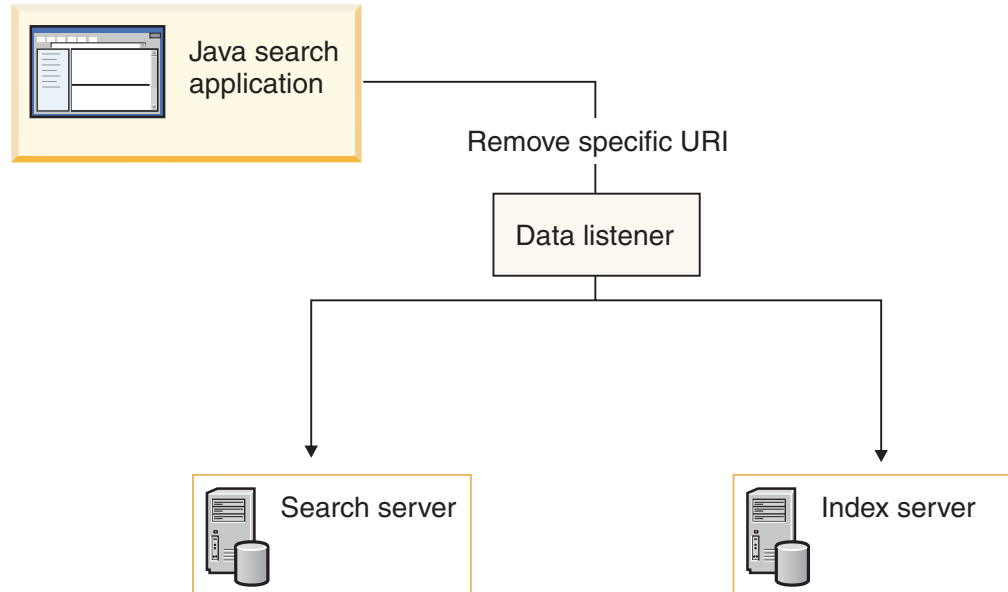 Java search
application
Remove specific URI
Data listener
Search server
Index server